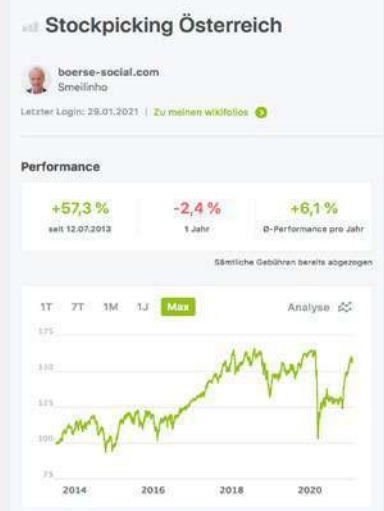 Stockpicking Österreich
boerse-social.com
Smeilinho
Letzter Login: 29.01.2021 | Zu meinen wikifolios
Performance
+57,3 % -2,4 % +6,1 %
seit 12.07.2013 1 Jahr Ø-Performance pro Jahr
Sämtliche Gebühren bereits abgezogen
1T 7T 1M 1J Max Analyse
175
150
125
100
75
2014 2016 2018 2020